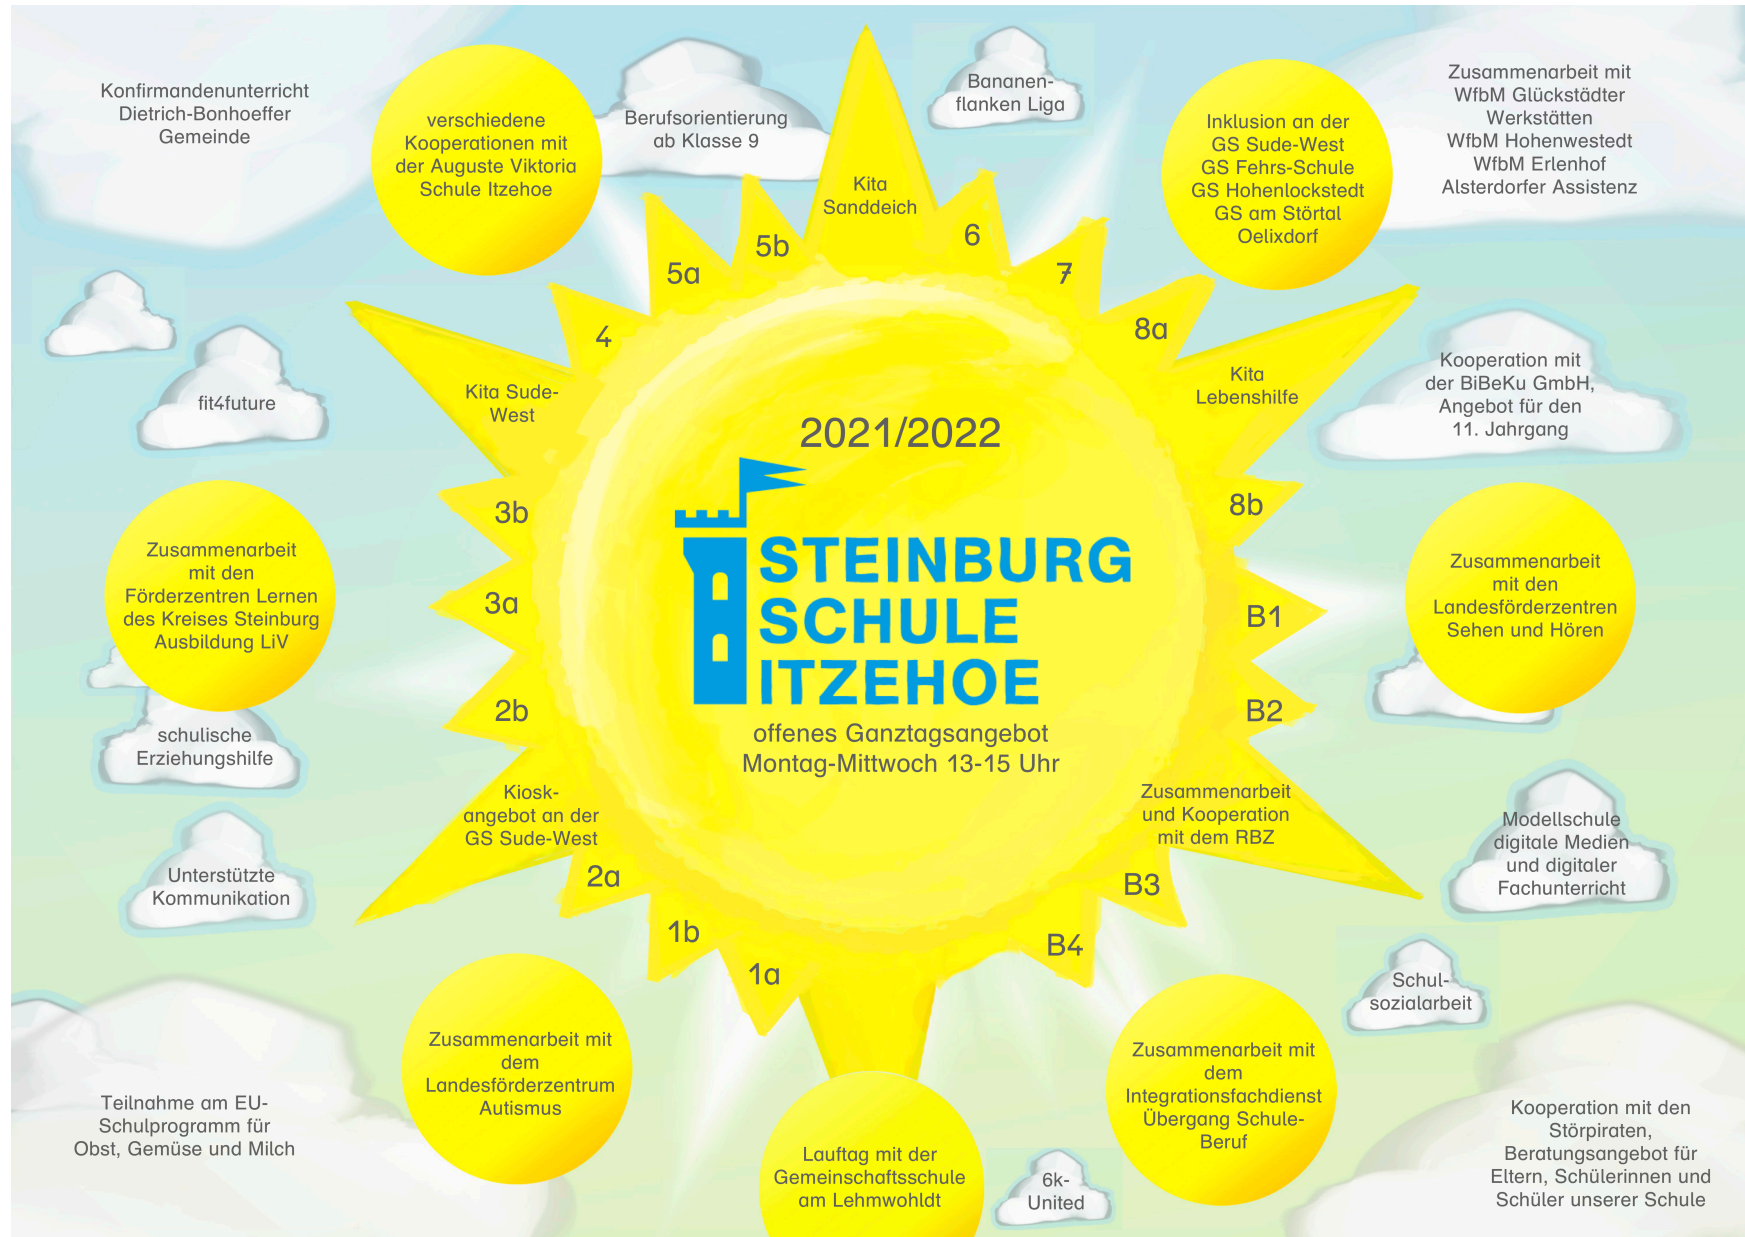 Konfirmandenunterricht
Dietrich-Bonhoeffer
Gemeinde
verschiedene
Kooperationen mit
der Auguste Viktoria
Schule Itzehoe
Berufsorientierung
ab Klasse 9
Bananen-
flanken Liga
Inklusion an der
GS Sude-West
GS Fehrs-Schule
GS Hohenlockstedt
GS am Störtal
Oelixdorf
Zusammenarbeit mit
WfbM Glückstädter
Werkstätten
WfbM Hohenwestedt
WfbM Erlenhof
Alsterdorfer Assistenz
Kita
Sanddeich
5b
6
5a
7
4
8a
Kita Sude-
West
Kita
Lebenshilfe
fit4future
Kooperation mit
der BiBeKu GmbH,
Angebot für den
11. Jahrgang
2021/2022
STEINBURG
SCHULE
ITZEHOE
offenes Ganztagsangebot
Montag-Mittwoch 13-15 Uhr
3b
8b
3a
B1
2b
B2
Zusammenarbeit
mit den
Förderzentren Lernen
des Kreises Steinburg
Ausbildung LiV
Zusammenarbeit
mit den
Landesförderzentren
Sehen und Hören
schulische
Erziehungshilfe
Kiosk-
angebot an der
GS Sude-West
Zusammenarbeit
und Kooperation
mit dem RBZ
Modellschule
digitale Medien
und digitaler
Fachunterricht
Unterstützte
Kommunikation
2a
B3
1b
B4
1a
Schul-
sozialarbeit
Zusammenarbeit mit
dem
Landesförderzentrum
Autismus
Zusammenarbeit mit
dem
Integrationsfachdienst
Übergang Schule-
Beruf
Teilnahme am EU-
Schulprogramm für
Obst, Gemüse und Milch
Lauftag mit der
Gemeinschaftsschule
am Lehmwohldt
6k-
United
Kooperation mit den
Störpiraten,
Beratungsangebot für
Eltern, Schülerinnen und
Schüler unserer Schule